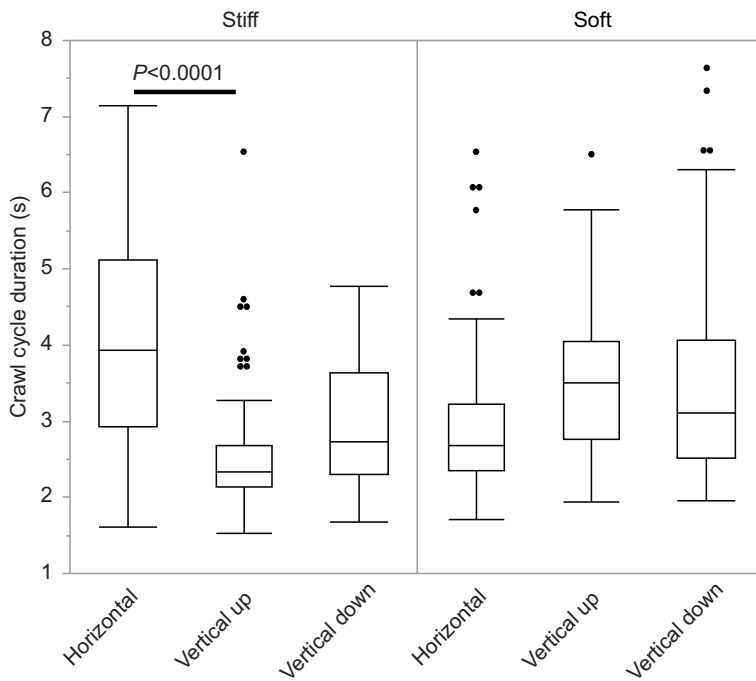 Stiff
Soft
8
P<0.0001
7
6
5
4
3
2
1
Crawl cycle duration (s)
Horizontal
Vertical up
Vertical down
Horizontal
Vertical up
Vertical down